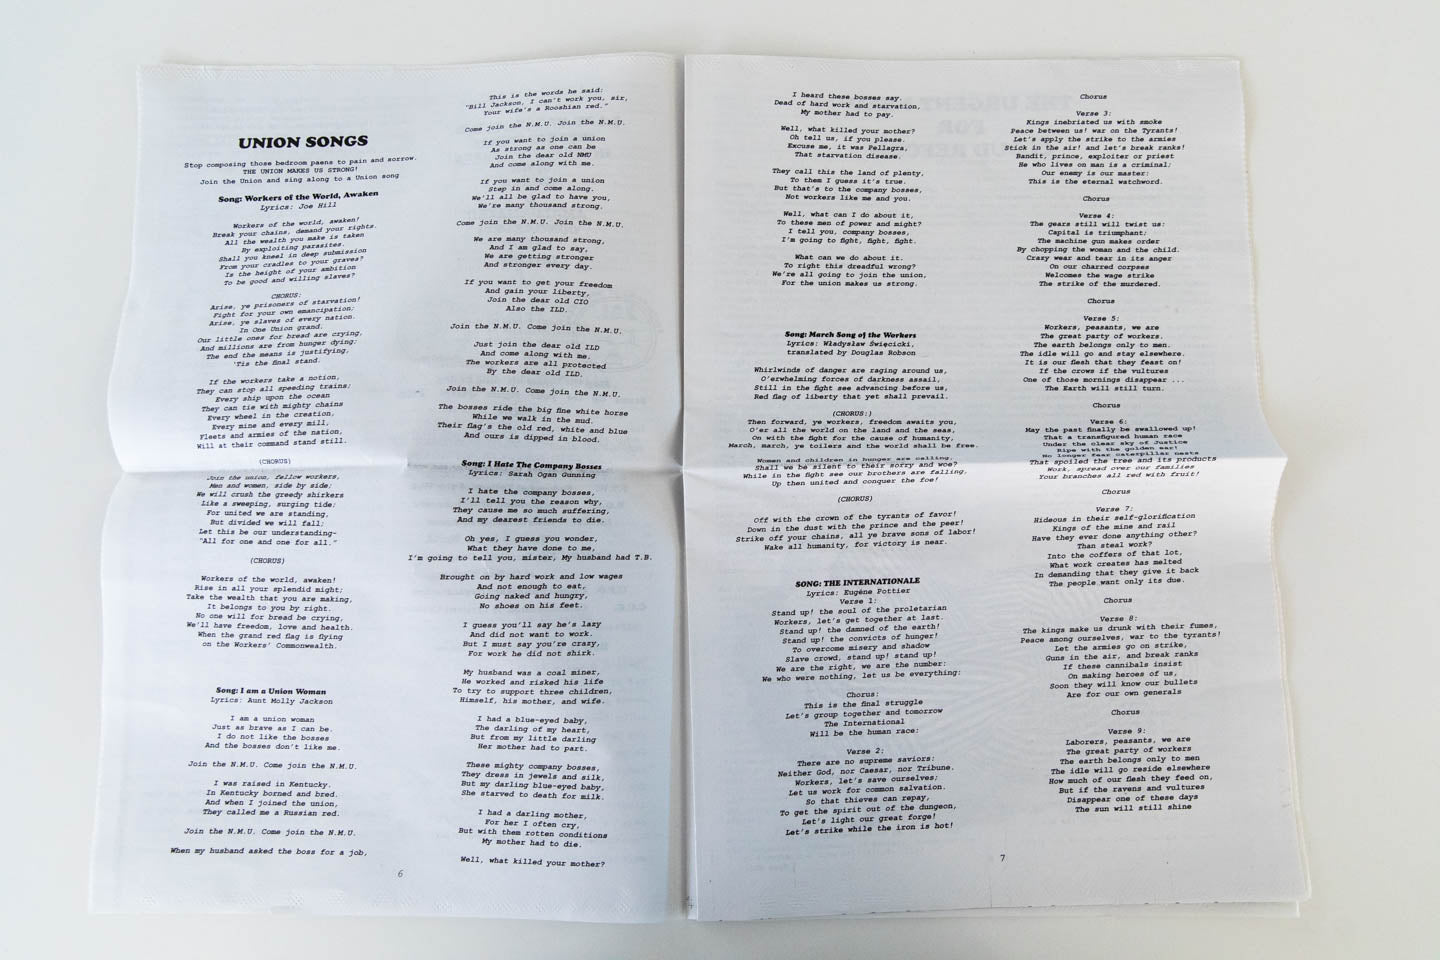 UNION SONGS
Stop composing those bedroom paens to pain and sorrow.
THE UNION MAKES US STRONG!
Join the Union and sing along to a Union song
Song: Workers of the World, Awaken
Lyrics: Joe Hill
Workers of the world, awaken!
Break your chains, demand your rights.
All the wealth you make is taken
By exploiting parasites.
Shall you kneel in deep submission
From your cradles to your graves?
Is the height of your ambition
To be good and willing slaves?
CHORUS:
Arise, ye prisoners of starvation!
Fight for your own emancipation;
Arise, ye slaves of every nation.
In One Union grand.
Our little ones for bread are crying,
And millions are from hunger dying;
The end the means is justifying,
'Tis the final stand.
If the workers take a notion,
They can stop all speeding trains;
Every ship upon the ocean
They can tie with mighty chains
Every wheel in the creation,
Every mine and every mill,
Fleets and armies of the nation,
Will at their command stand still.
(CHORUS)
Join the union, fellow workers,
Men and women, side by side;
We will crush the greedy shirkers
Like a sweeping, surging tide;
For united we are standing,
But divided we will fall;
Let this be our understanding-
"All for one and one for all."
(CHORUS)
Workers of the world, awaken!
Rise in all your splendid might;
Take the wealth that you are making,
It belongs to you by right.
No one will for bread be crying,
We'll have freedom, love and health.
When the grand red flag is flying
on the Workers' Commonwealth.
Song: I am a Union Woman
Lyrics: Aunt Molly Jackson
I am a union woman
Just as brave as I can be.
I do not like the bosses
And the bosses don't like me.
Join the N.M.U. Come join the N.M.U.
I was raised in Kentucky.
In Kentucky borned and bred.
And when I joined the union,
They called me a Russian red.
Join the N.M.U. Come join the N.M.U.
When my husband asked the boss for a job,
This is the words he said:
"Bill Jackson, I can't work you, sir,
Your wife's a Rooshian red."
Come join the N.M.U. Join the N.M.U.
If you want to join a union
As strong as one can be
Join the dear old NMU
And come along with me.
If you want to join a union
Step in and come along.
We'll all be glad to have you,
We're many thousand strong.
Come join the N.M.U. Join the N.M.U.
We are many thousand strong,
And I am glad to say,
We are getting stronger
And stronger every day.
If you want to get your freedom
And gain your liberty,
Join the dear old CIO
Also the ILD.
Join the N.M.U. Come join the N.M.U.
Just join the dear old ILD
And come along with me.
The workers are all protected
By the dear old ILD.
Join the N.M.U. Come join the N.M.U.
The bosses ride the big fine white horse
While we walk in the mud.
Their flag's the old red, white and blue
And ours is dipped in blood.
Song: I Hate The Company Bosses
Lyrics: Sarah Ogan Gunning
I hate the company bosses,
I'll tell you the reason why,
They cause me so much suffering,
And my dearest friends to die.
Oh yes, I guess you wonder,
What they have done to me,
I'm going to tell you, mister, My husband had T.B.
Brought on by hard work and low wages
And not enough to eat,
Going naked and hungry,
No shoes on his feet.
I guess you'll say he's lazy
And did not want to work.
But I must say you're crazy,
For work he did not shirk.
My husband was a coal miner,
He worked and risked his life
To try to support three children,
Himself, his mother, and wife.
I had a blue-eyed baby,
The darling of my heart,
But from my little darling
Her mother had to part.
These mighty company bosses,
They dress in jewels and silk,
But my darling blue-eyed baby,
She starved to death for milk.
I had a darling mother,
For her I often cry,
But with them rotten conditions
My mother had to die.
Well, what killed your mother?
6
I heard these bosses say.
Dead of hard work and starvation,
My mother had to pay.
Well, what killed your mother?
Oh tell us, if you please.
Excuse me, it was Pellagra,
That starvation disease.
They call this the land of plenty,
To them I guess it's true.
But that's to the company bosses,
Not workers like me and you.
Well, what can I do about it,
To these men of power and might?
I tell you, company bosses,
I'm going to fight, fight, fight.
What can we do about it.
To right this dreadful wrong?
We're all going to join the union,
For the union makes us strong.
Song: March Song of the Workers
Lyrics: Władysław Święcicki,
translated by Douglas Robson
Whirlwinds of danger are raging around us,
O'erwhelming forces of darkness assail,
Still in the fight see advancing before us,
Red flag of liberty that yet shall prevail.
(CHORUS:)
Then forward, ye workers, freedom awaits you,
O'er all the world on the land and the seas,
On with the fight for the cause of humanity,
March, march, ye toilers and the world shall be free.
Women and children in hunger are calling,
Shall we be silent to their sorry and woe?
While in the fight see our brothers are falling,
Up then united and conquer the foe!
(CHORUS)
Off with the crown of the tyrants of favor!
Down in the dust with the prince and the peer!
Strike off your chains, all ye brave sons of labor!
Wake all humanity, for victory is near.
SONG: THE INTERNATIONALE
Lyrics: Eugène Pottier
Verse 1:
Stand up! the soul of the proletarian
Workers, let's get together at last.
Stand up! the damned of the earth!
Stand up! the convicts of hunger!
To overcome misery and shadow
Slave crowd, stand up! stand up!
We are the right, we are the number:
We who were nothing, let us be everything:
Chorus:
This is the final struggle
Let's group together and tomorrow
The International
Will be the human race:
Verse 2:
There are no supreme saviors:
Neither God, nor Caesar, nor Tribune.
Workers, let's save ourselves;
Let us work for common salvation.
So that thieves can repay,
To get the spirit out of the dungeon,
Let's light our great forge!
Let's strike while the iron is hot!
Chorus
Verse 3:
Kings inebriated us with smoke
Peace between us! war on the Tyrants!
Let's apply the strike to the armies
Stick in the air! and let's break ranks!
Bandit, prince, exploiter or priest
He who lives on man is a criminal;
Our enemy is our master:
This is the eternal watchword.
Chorus
Verse 4:
The gears still will twist us:
Capital is triumphant;
The machine gun makes order
By chopping the woman and the child.
Crazy wear and tear in its anger
On our charred corpses
Welcomes the wage strike
The strike of the murdered.
Chorus
Verse 5:
Workers, peasants, we are
The great party of workers.
The earth belongs only to men.
The idle will go and stay elsewhere.
It is our flesh that they feast on!
If the crows if the vultures
One of those mornings disappear ...
The Earth will still turn.
Chorus
Verse 6:
May the past finally be swallowed up!
That a transfigured human race
Under the clear sky of Justice
Ripe with the golden ear!
No longer fear caterpillar nests
That spoiled the tree and its products
Work, spread over our families
Your branches all red with fruit!
Chorus
Verse 7:
Hideous in their self-glorification
Kings of the mine and rail
Have they ever done anything other?
Than steal work?
Into the coffers of that lot,
What work creates has melted
In demanding that they give it back
The people want only its due.
Chorus
Verse 8:
The kings make us drunk with their fumes,
Peace among ourselves, war to the tyrants!
Let the armies go on strike,
Guns in the air, and break ranks
If these cannibals insist
On making heroes of us,
Soon they will know our bullets
Are for our own generals
Chorus
Verse 9:
Laborers, peasants, we are
The great party of workers
The earth belongs only to men
The idle will go reside elsewhere
How much of our flesh they feed on,
But if the ravens and vultures
Disappear one of these days
The sun will still shine
7